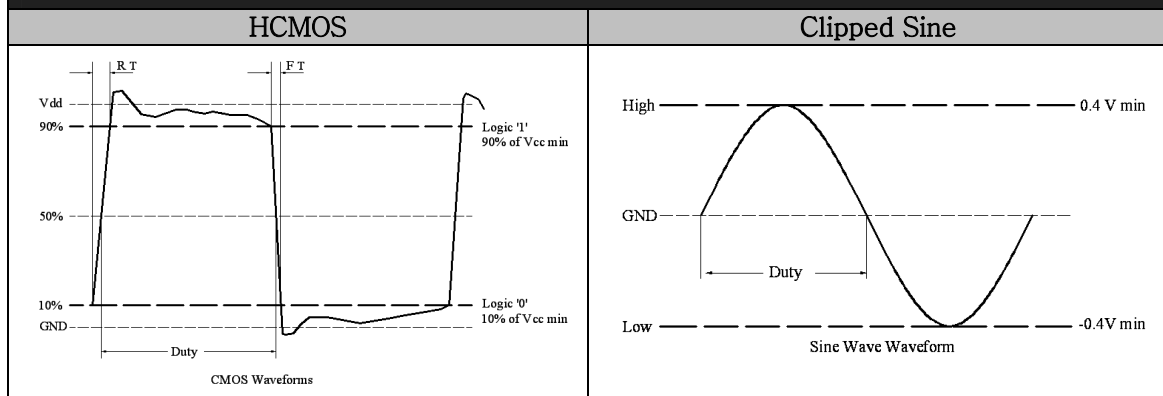 HCMOS
Clipped Sine
R T
F T
Vdd
90%
Logic '1'
90% of Vcc min
50%
10%
Logic '0'
10% of Vcc min
GND
Duty
CMOS Waveforms
High
0.4 V min
GND
Duty
Low
-0.4V min
Sine Wave Waveform